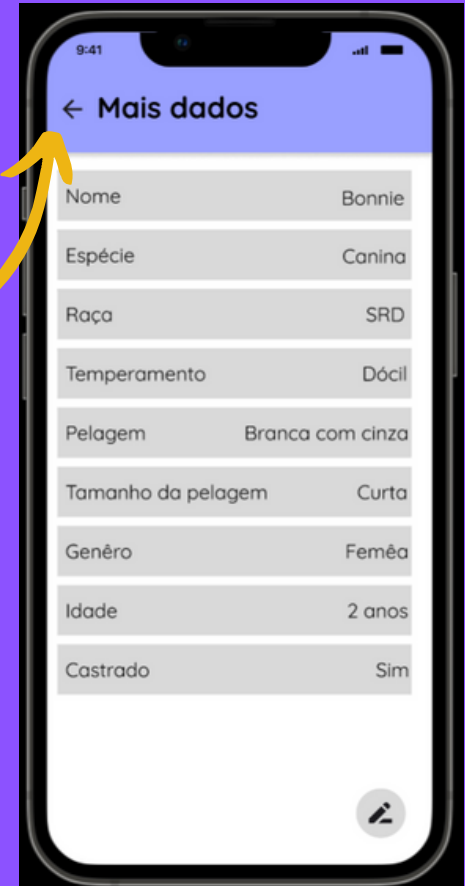 9:41
Mais dados
Nome Bonnie
Espécie Canina
Raça SRD
Temperamento Dócil
Pelagem Branca com cinza
Tamanho da pelagem Curta
Genêro Femêa
Idade 2 anos
Castrado Sim